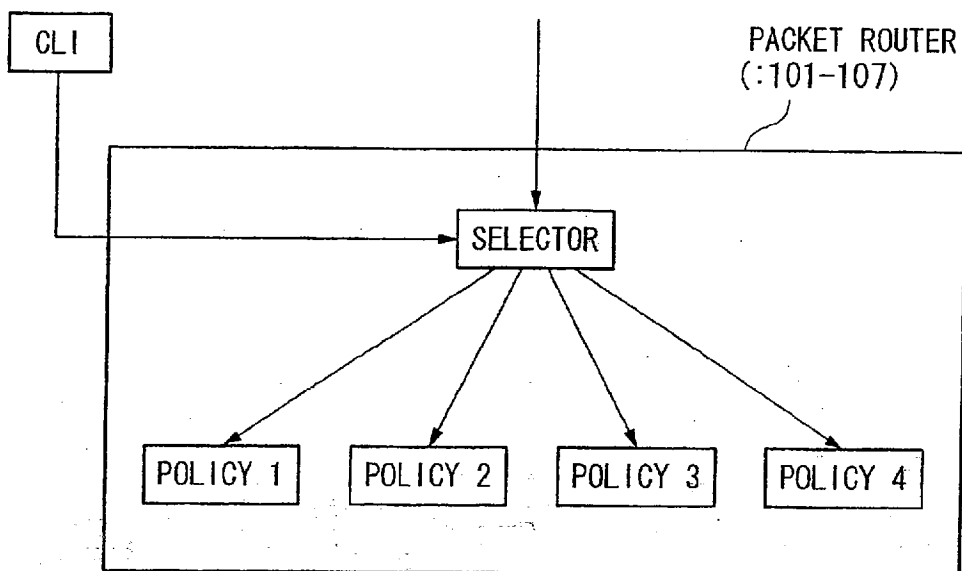 CLI
PACKET ROUTER
(:101-107)
SELECTOR
POLICY 1
POLICY 2
POLICY 3
POLICY 4